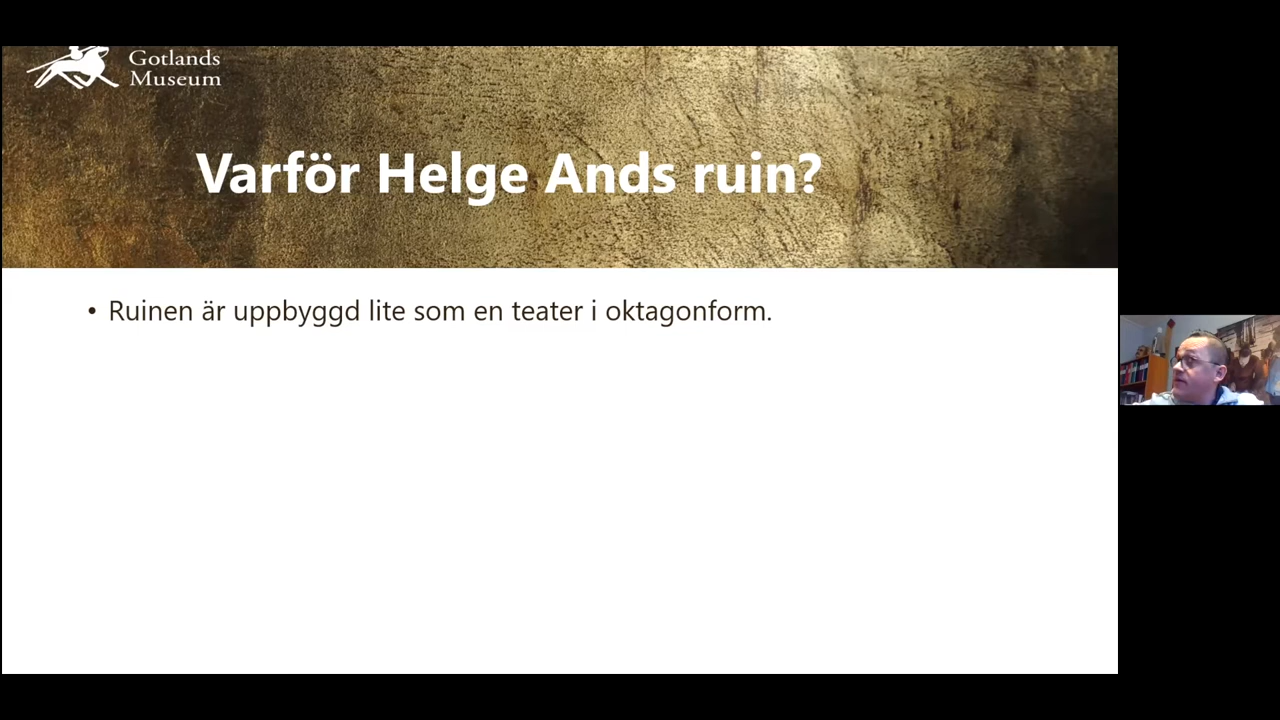 Gotlands
Museum
Varför Helge Ands ruin?
• Ruinen är uppbyggd lite som en teater i oktagonform.